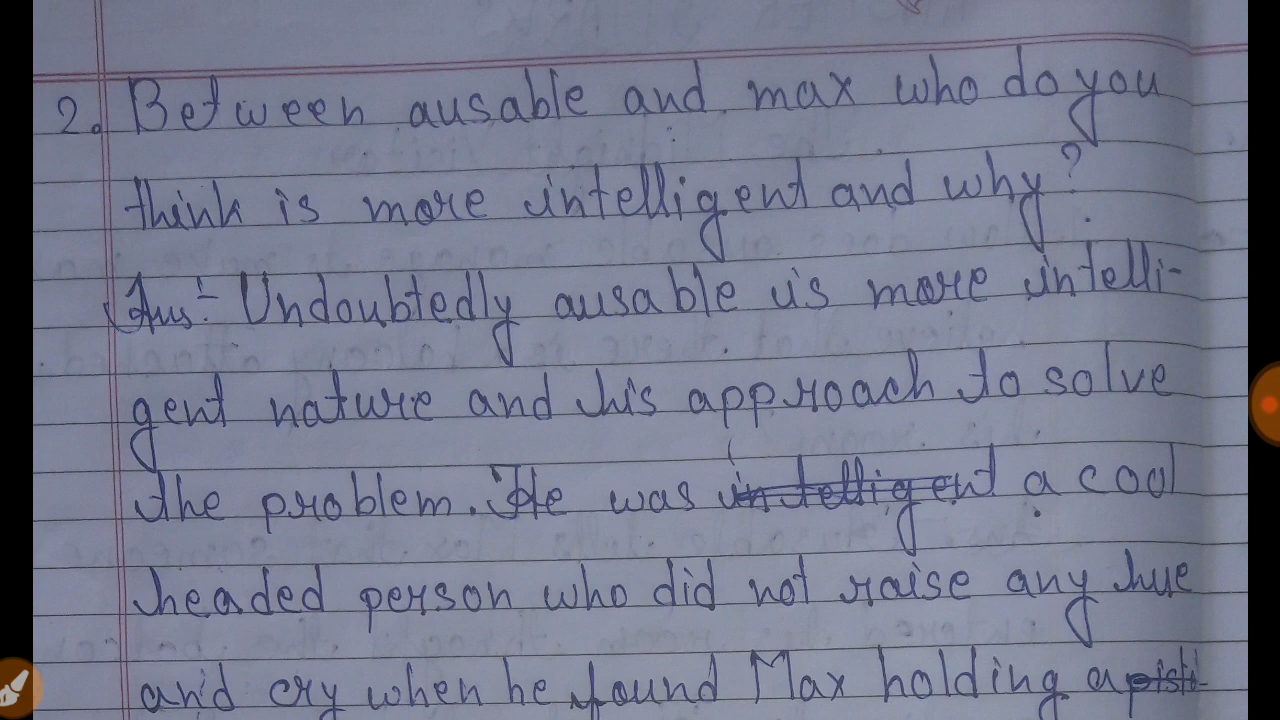 2. Between ausable and max who do you
think is more intelligent and why?
Ans:- Undoubtedly ausable is more intelli-
gent nature and his approach to solve
the problem. He was intelligent a cool
headed person who did not raise any hue
and cry when he found Max holding a pisto